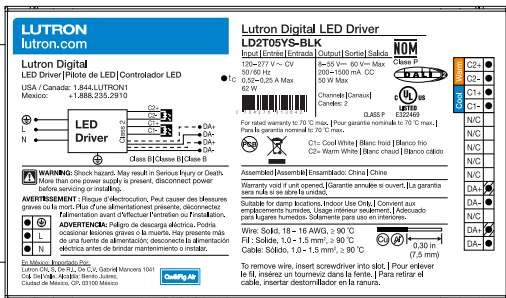 LUTRON
lutron.com
Lutron Digital
LED Driver|Pilote de LED|Controlador LED
USA / Canada: 1.844.LUTRON1
Mexico: +1.888.235.2910
L
N
LED
Driver
Class 2
C2+
C2-
C1+
C1-
DA+
DA-
DA+
DA-
Class B|Classe B|Clase B
WARNING: Shock hazard. May result in Serious Injury or Death.
More than one power supply is present, disconnect power
before servicing or installing.
AVERTISSEMENT : Risque d'électrocution. Peut causer des blessures
graves ou la mort. Plus d'une alimentation est présente, déconnectez
l'alimentation avant d'effectuer l'entretien ou l'installation.
ADVERTENCIA: Peligro de descarga eléctrica. Podría
ocasionar lesiones graves o la muerte. Hay presente más
de una fuente de alimentación; desconecte la alimentación
eléctrica antes de brindar mantenimiento o instalar.
L
N
En México: Importado Por:
Lutron CN, S. De R.L. De C.V, Gabriel Mancera 1041
Col. Del Valle, Alcaldía: Benito Juárez,
Ciudad de México, CP. 03100 México
tc
Lutron Digital LED Driver
LD2T05YS-BLK
Input|Entrée|Entrada
120-277 V~ CV
50/60 Hz
0,52-0,25 A Max
62 W
Output|Sortie|Salida
8-55 V⎓ 60 V⎓ Max
200-1500 mA CC
50 W Max
Channels|Canaux|
Canales: 2
NOM
Clase P
DALI
CLASS P
UL
LISTED
US
E322469
For rated warranty to 70 °C max. | Pour garantie nominale to 70 °C max. |
Para la garantía nominal to 70 °C max.
PCB
C1= Cool White | Blanc froid | Blanco frío
C2= Warm White | Blanc chaud | Blanco cálido
Assembled|Assemblé|Ensamblado: China | Chine
Warranty void if unit opened. |Garantie annulée si ouvert. |La garantía
será nula si se abre la unidad.
Suitable for damp locations. Indoor Use Only. | Convient aux
emplacements humides. Usage intérieur seulement. | Adecuado
para lugares húmedos. Solamente para uso en interiores.
Wire: Solid, 18 – 16 AWG, ≥ 90 °C
Fil : Solide, 1.0 - 1.5 mm², ≥ 90 °C
Cable: Sólido, 1.0 - 1.5 mm², ≥ 90 °C
Cu
Al
0,30 in
(7,5 mm)
To remove wire, insert screwdriver into slot. | Pour enlever
le fil, insérez un tournevis dans la fente. | Para retirar el
cable, insertar destornillador en la ranura.
Warm
Cool
C2+
C2-
C1+
C1-
N/C
N/C
N/C
N/C
DA+
DA-
N/C
DA+
DA-